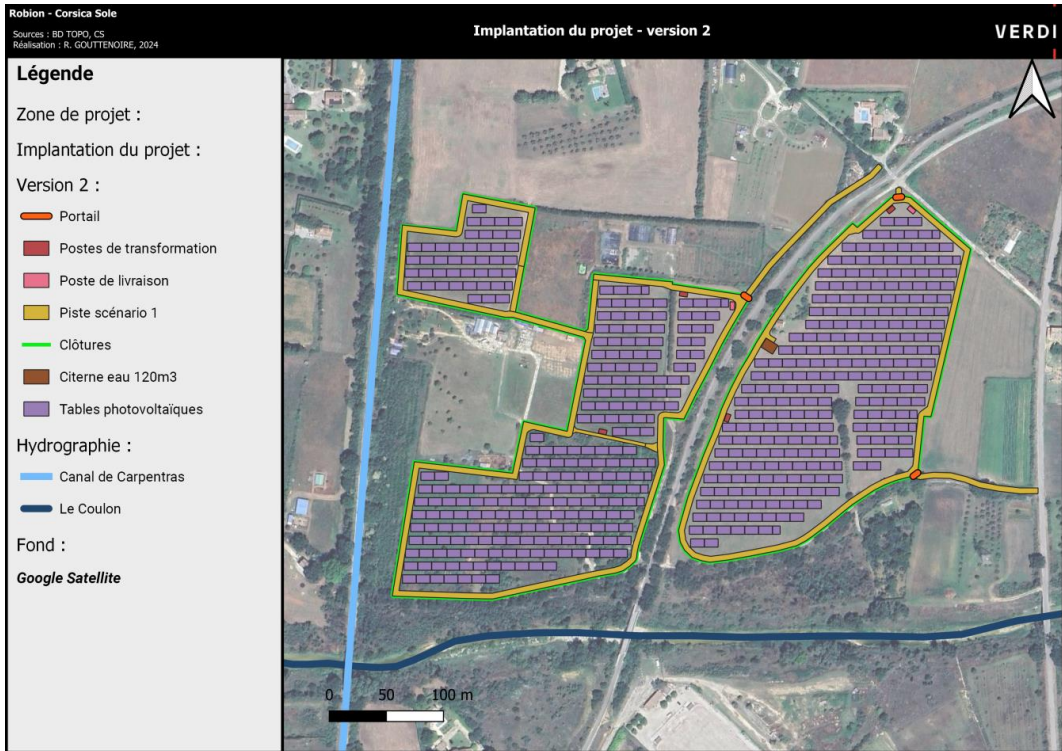 Robion - Corsica Sole
Sources : BD TOPO, CS
Réalisation : R. GOUTTENOIRE, 2024
Implantation du projet - version 2
VERDI
Légende
Zone de projet :
Implantation du projet :
Version 2 :
Portail
Postes de transformation
Poste de livraison
Piste scénario 1
Clôtures
Citerne eau 120m3
Tables photovoltaïques
Hydrographie :
Canal de Carpentras
Le Coulon
Fond :
Google Satellite
0 50 100 m